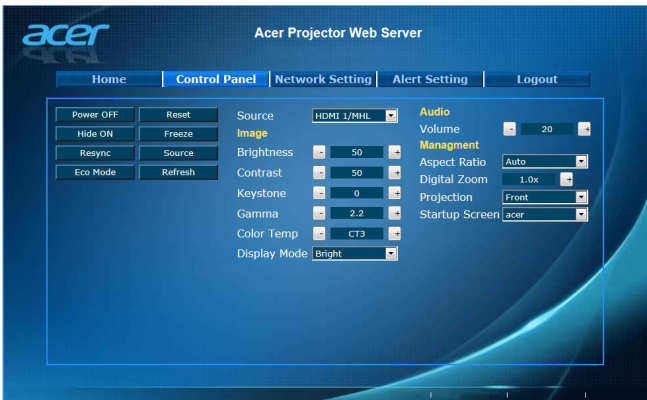 acer
Acer Projector Web Server
Home Control Panel Network Setting Alert Setting Logout
Power OFF Reset
Hide ON Freeze
Resync Source
Eco Mode Refresh
Source HDMI 1/MHL
Image
Brightness - 50 +
Contrast - 50 +
Keystone - 0 +
Gamma - 2.2 +
Color Temp - CT3 +
Display Mode Bright
Audio
Volume - 20 +
Managment
Aspect Ratio Auto
Digital Zoom 1.0x +
Projection Front
Startup Screen acer